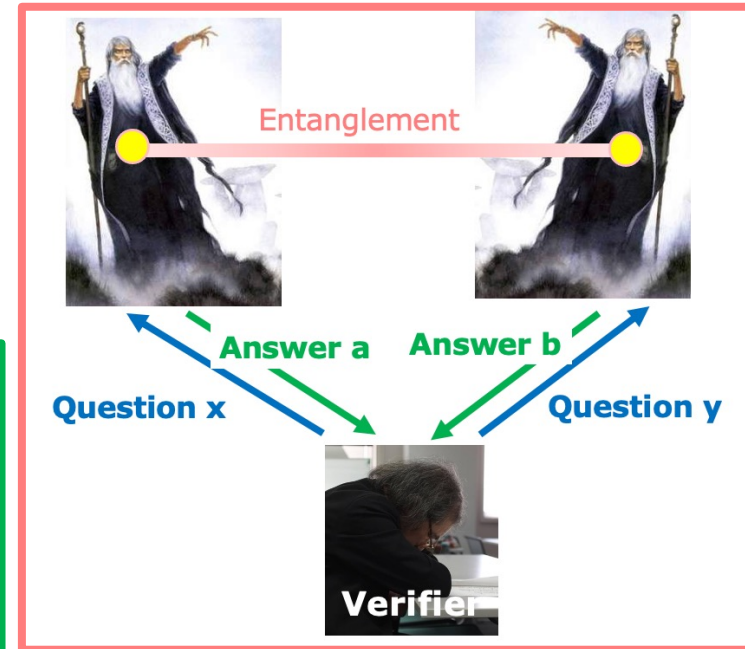 Entanglement
Answer a
Answer b
Question x
Question y
Verifier